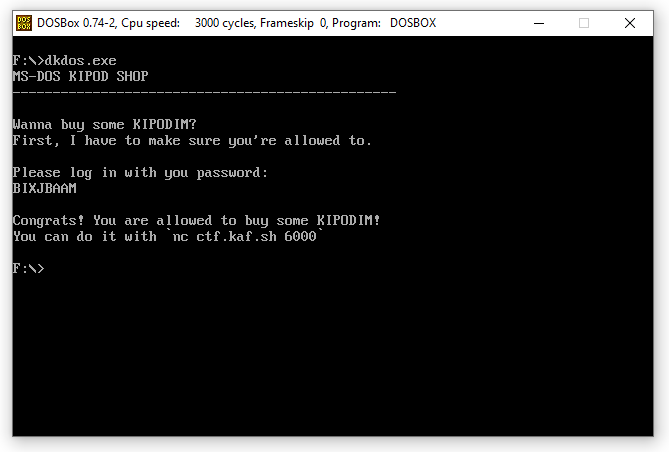 DOS BOX DOSBox 0.74-2, Cpu speed: 3000 cycles, Frameskip 0, Program: DOSBOX
F:\>dkdos.exe
MS-DOS KIPOD SHOP
------------------------------------------------
Wanna buy some KIPODIM?
First, I have to make sure you're allowed to.
Please log in with you password:
BIXJBAAM
Congrats! You are allowed to buy some KIPODIM!
You can do it with `nc ctf.kaf.sh 6000`
F:\>